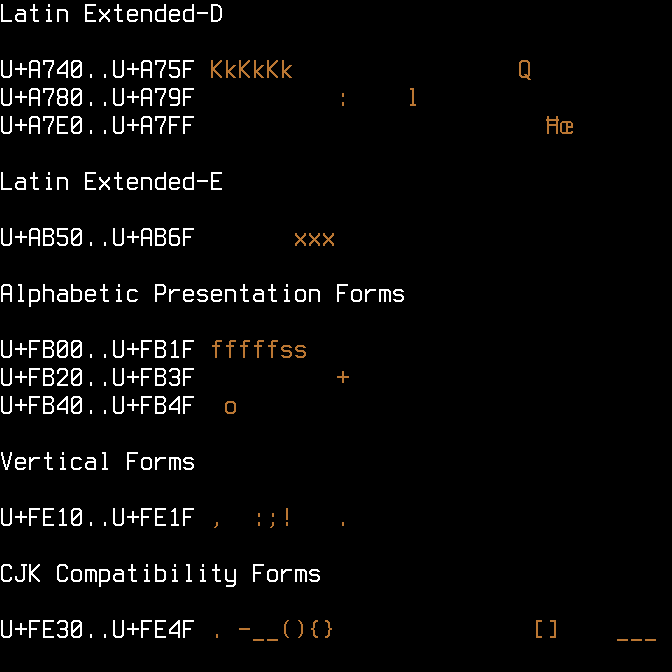 Latin Extended-D
U+A740..U+A75F KkKkKk Q
U+A780..U+A79F : l
U+A7E0..U+A7FF Ħœ
Latin Extended-E
U+AB50..U+AB6F xxx
Alphabetic Presentation Forms
U+FB00..U+FB1F fffffss
U+FB20..U+FB3F +
U+FB40..U+FB4F o
Vertical Forms
U+FE10..U+FE1F , :;! .
CJK Compatibility Forms
U+FE30..U+FE4F . -__(){} [] ___